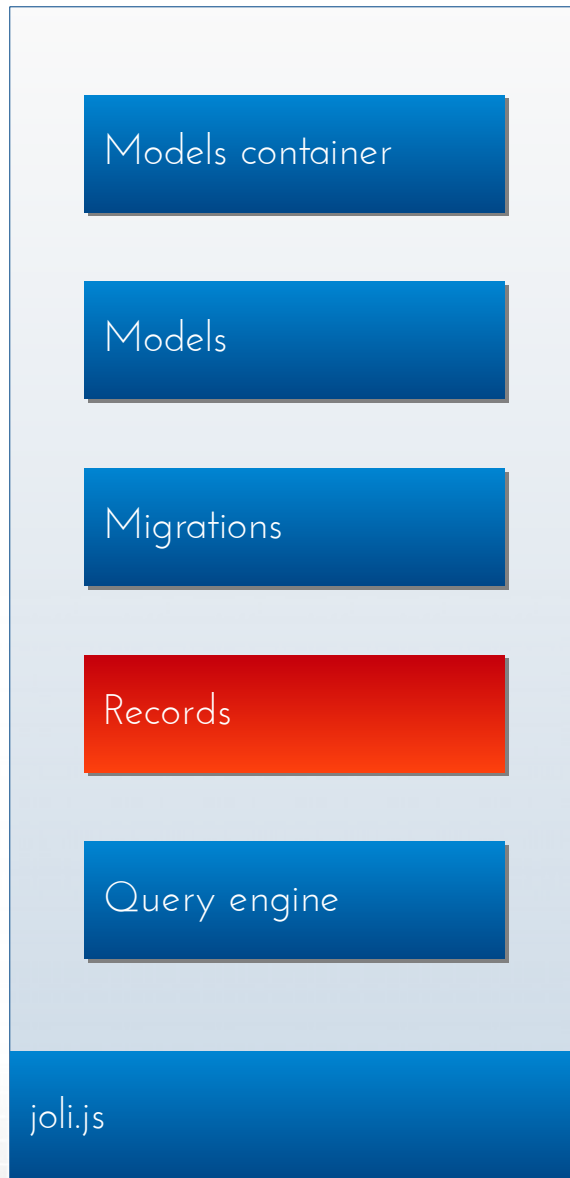 Models container
Models
Migrations
Records
Query engine
joli.js